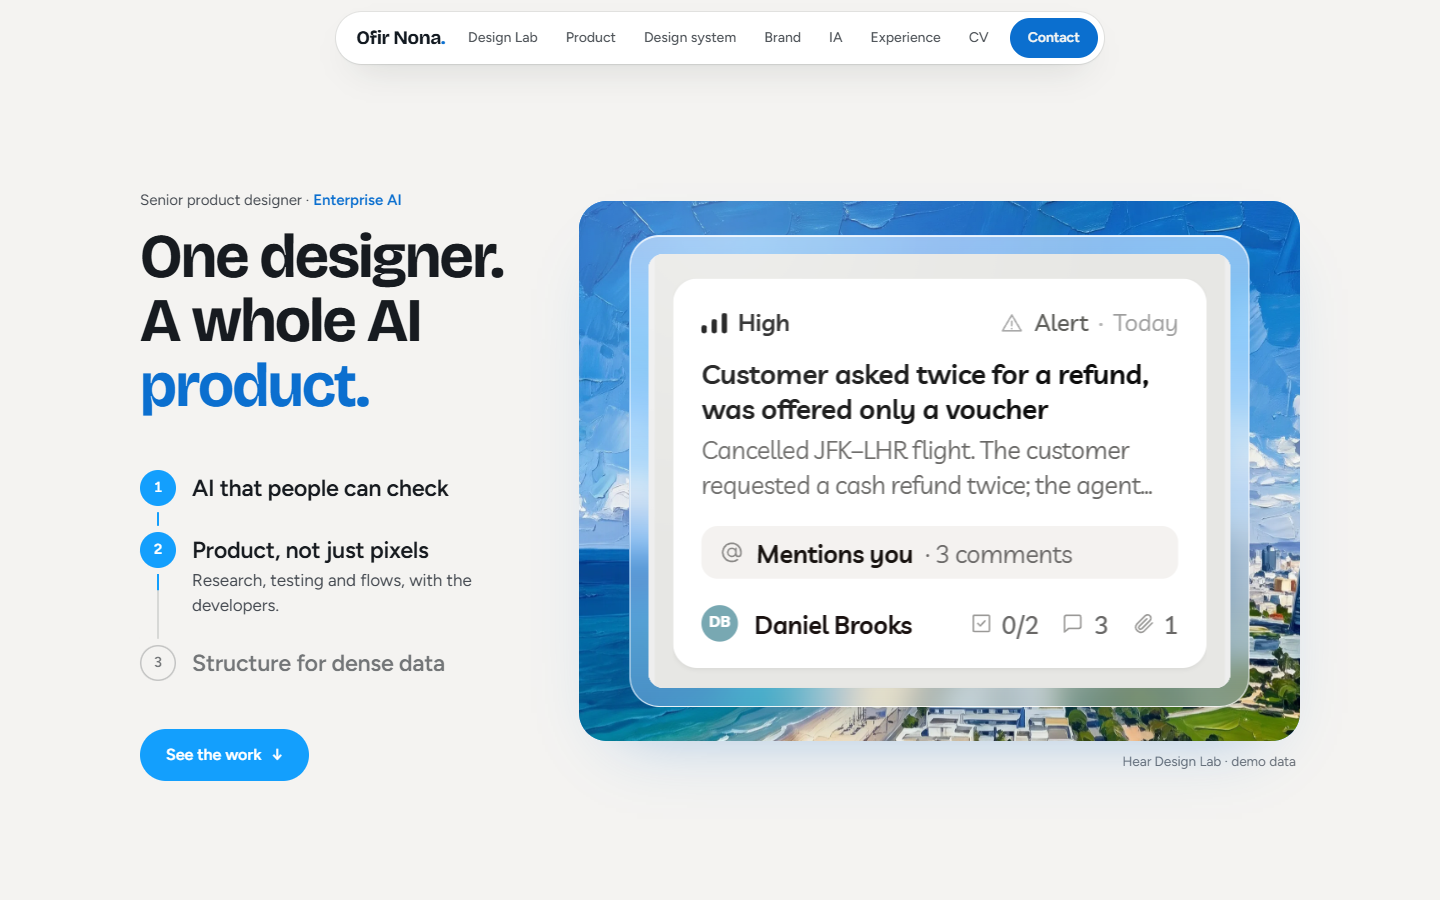 Ofir Nona.
Design Lab
Product
Design system
Brand
IA
Experience
CV
Contact
Senior product designer · Enterprise AI
One designer.
A whole AI
product.
1
AI that people can check
2
Product, not just pixels
Research, testing and flows, with the
developers.
3
Structure for dense data
See the work ↓
High
Alert · Today
Customer asked twice for a refund,
was offered only a voucher
Cancelled JFK–LHR flight. The customer
requested a cash refund twice; the agent…
@ Mentions you · 3 comments
DB
Daniel Brooks
0/2
3
1
Hear Design Lab · demo data